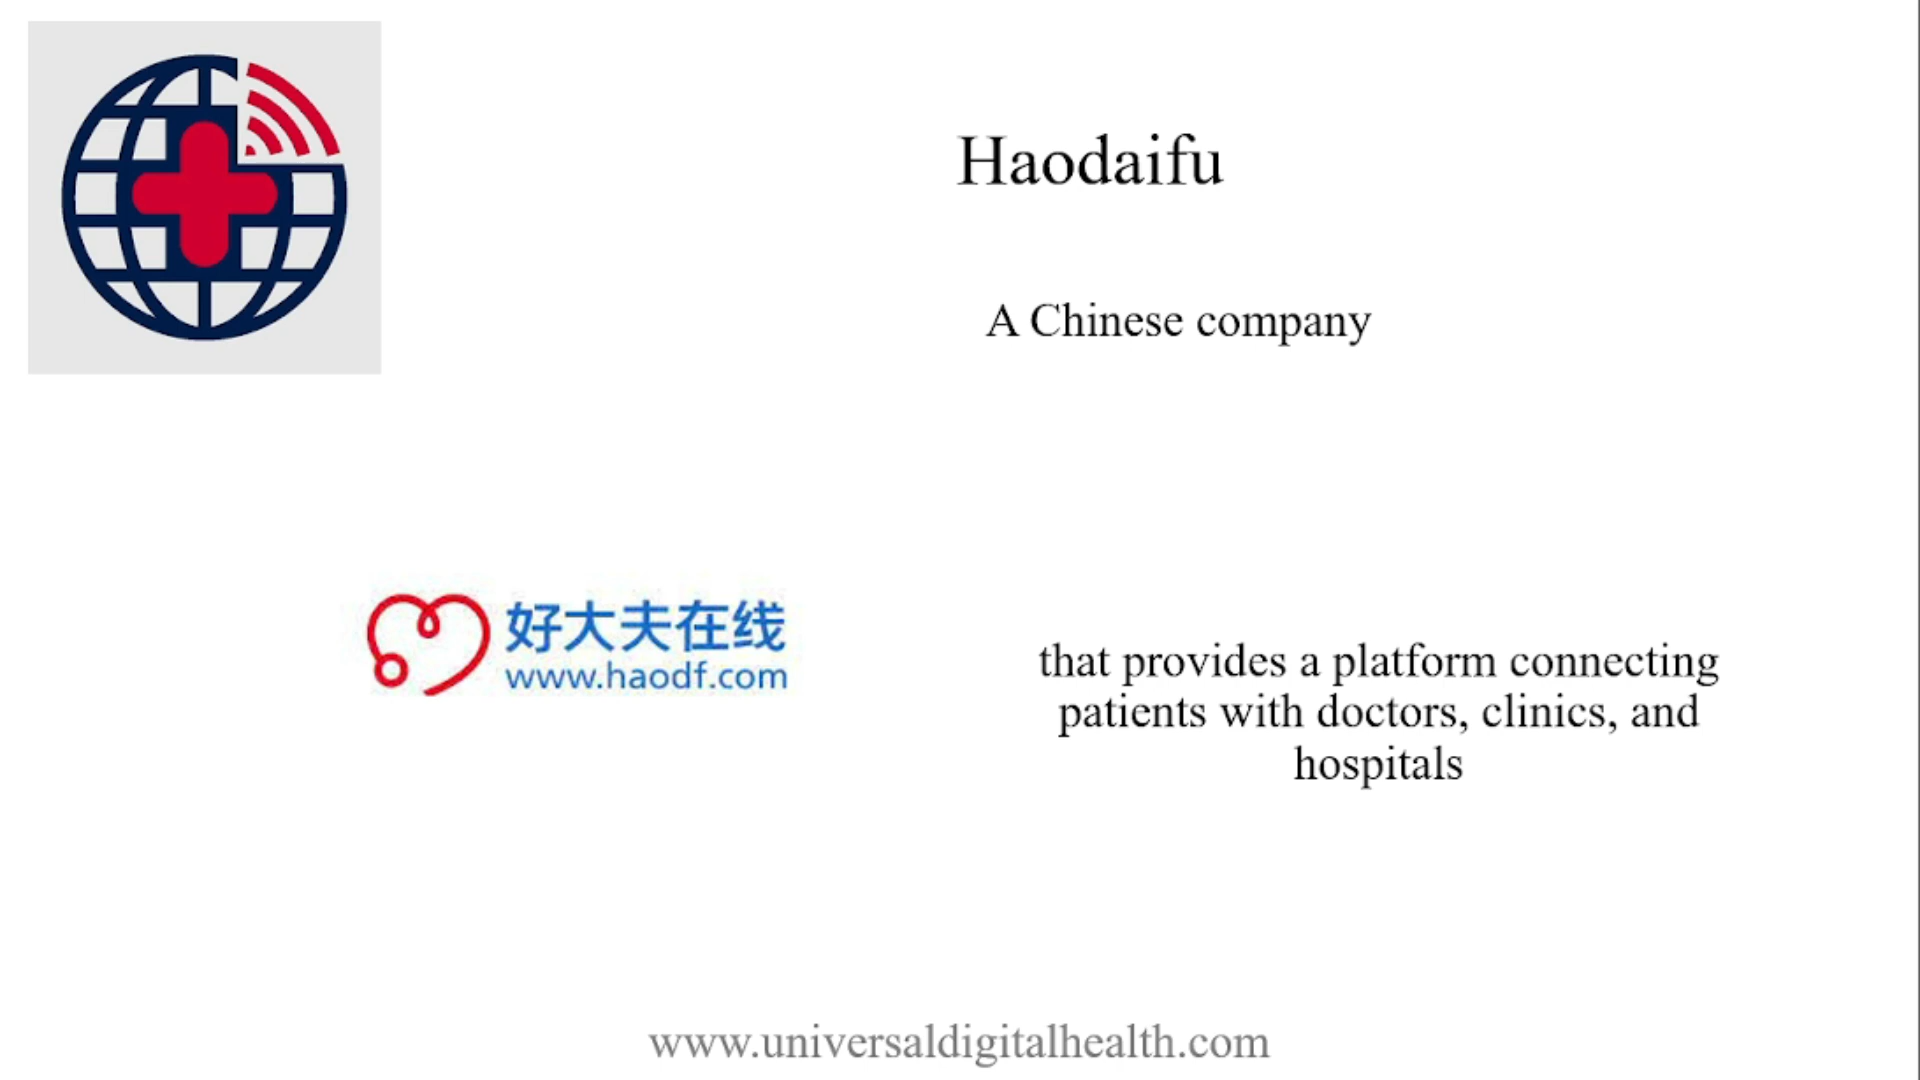 Haodaifu
A Chinese company
好大夫在线
www.haodf.com
that provides a platform connecting
patients with doctors, clinics, and
hospitals
www.universaldigitalhealth.com